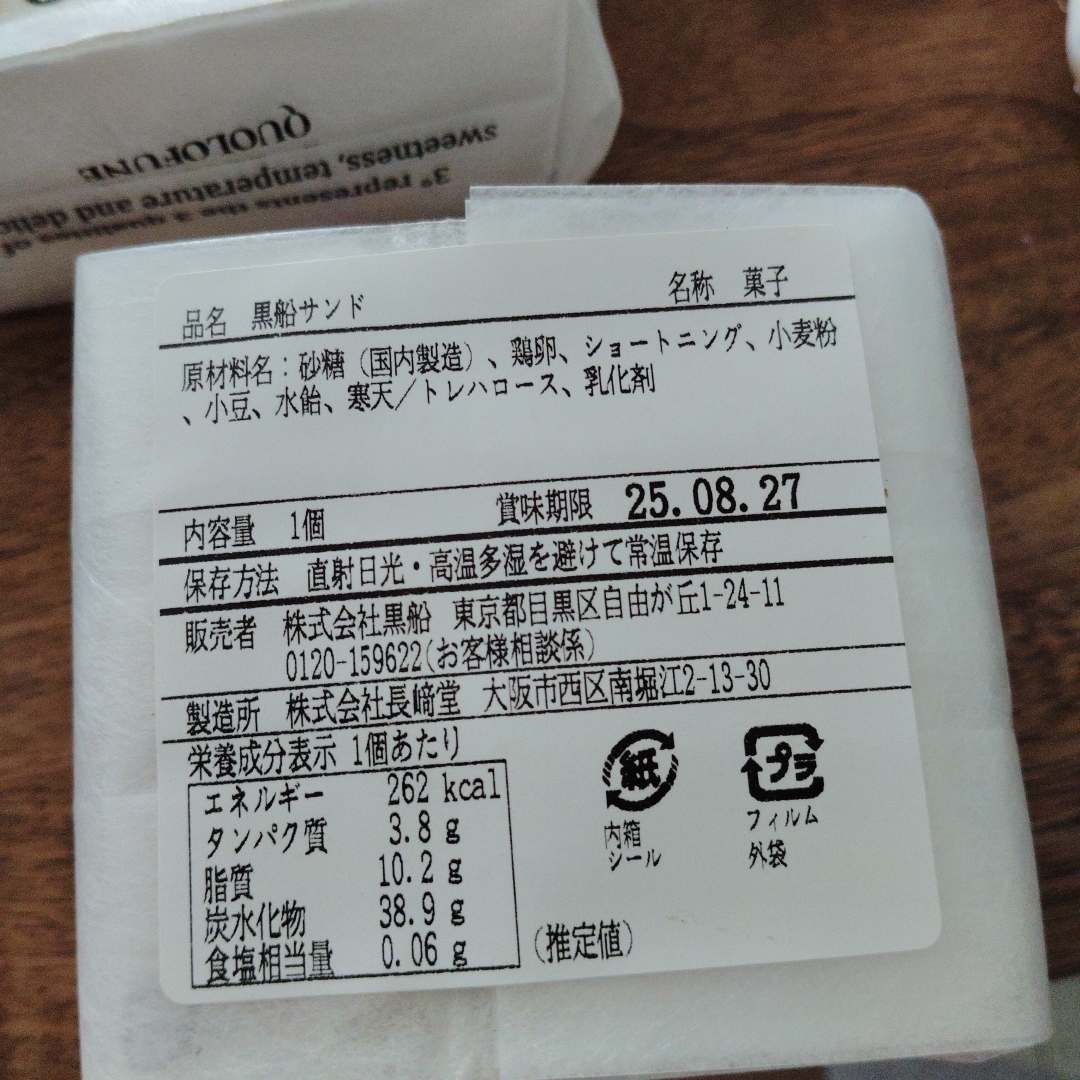 QUOLOFUNE
3° represents the 3 qualities of
sweetness, temperature and delic
品名 黒船サンド 名称 菓子
原材料名：砂糖（国内製造）、鶏卵、ショートニング、小麦粉
、小豆、水飴、寒天／トレハロース、乳化剤
内容量 1個 賞味期限 25.08.27
保存方法 直射日光・高温多湿を避けて常温保存
販売者 株式会社黒船 東京都目黒区自由が丘1-24-11
0120-159622(お客様相談係)
製造所 株式会社長﨑堂 大阪市西区南堀江2-13-30
栄養成分表示 1個あたり
エネルギー 262 kcal
タンパク質 3.8 g
脂質 10.2 g
炭水化物 38.9 g
食塩相当量 0.06 g
(推定値)
紙
内箱
シール
プラ
フィルム
外袋